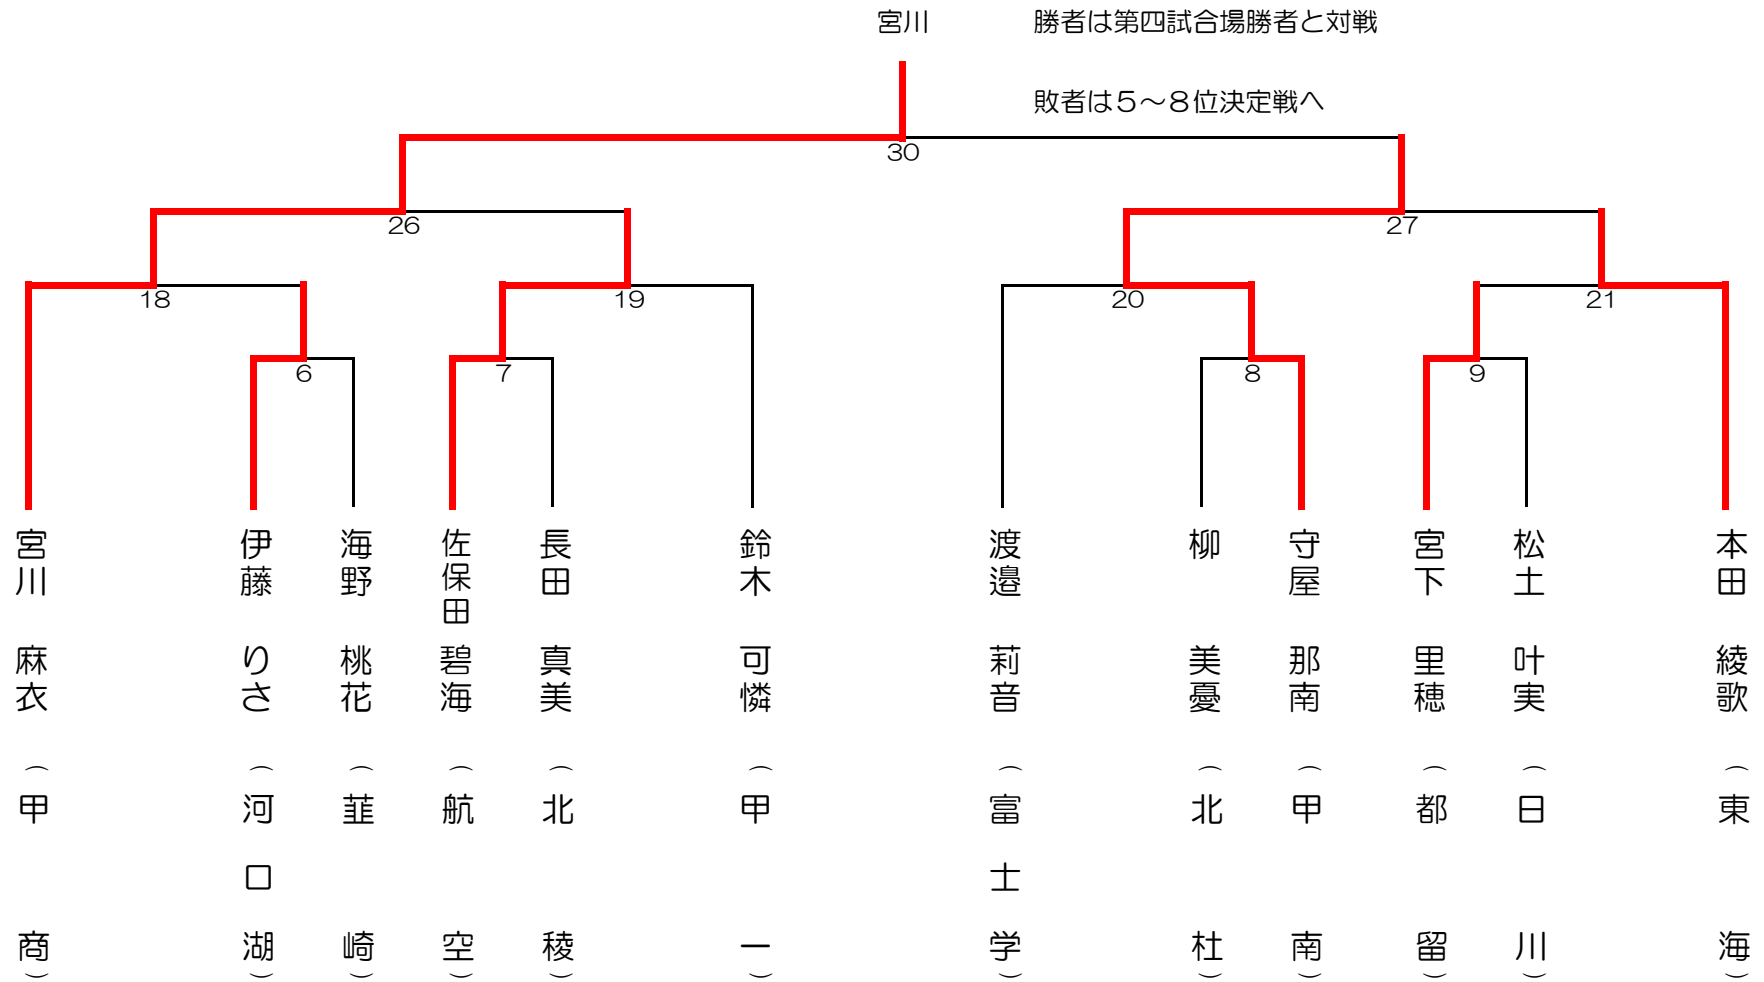 宮川 勝者は第四試合場勝者と対戦
敗者は5～8位決定戦へ
30
26 27
18 19 20 21
6 7 8 9
宮川 麻衣 （甲商）
伊藤 りさ （河口湖）
海野 桃花 （韮崎）
佐保田 碧海 （航空）
長田 真美 （北稜）
鈴木 可憐 （甲一）
渡邉 莉音 （富士学）
柳 美憂 （北杜）
守屋 那南 （甲南）
宮下 里穂 （都留）
松土 叶実 （日川）
本田 綾歌 （東海）